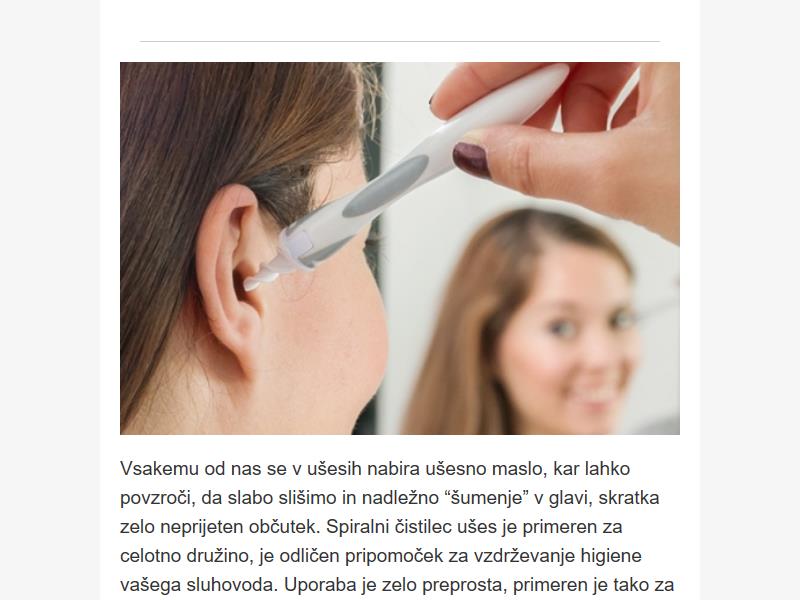 Vsakemu od nas se v ušesih nabira ušesno maslo, kar lahko
povzroči, da slabo slišimo in nadležno “šumenje” v glavi, skratka
zelo neprijeten občutek. Spiralni čistilec ušes je primeren za
celotno družino, je odličen pripomoček za vzdrževanje higiene
vašega sluhovoda. Uporaba je zelo preprosta, primeren je tako za